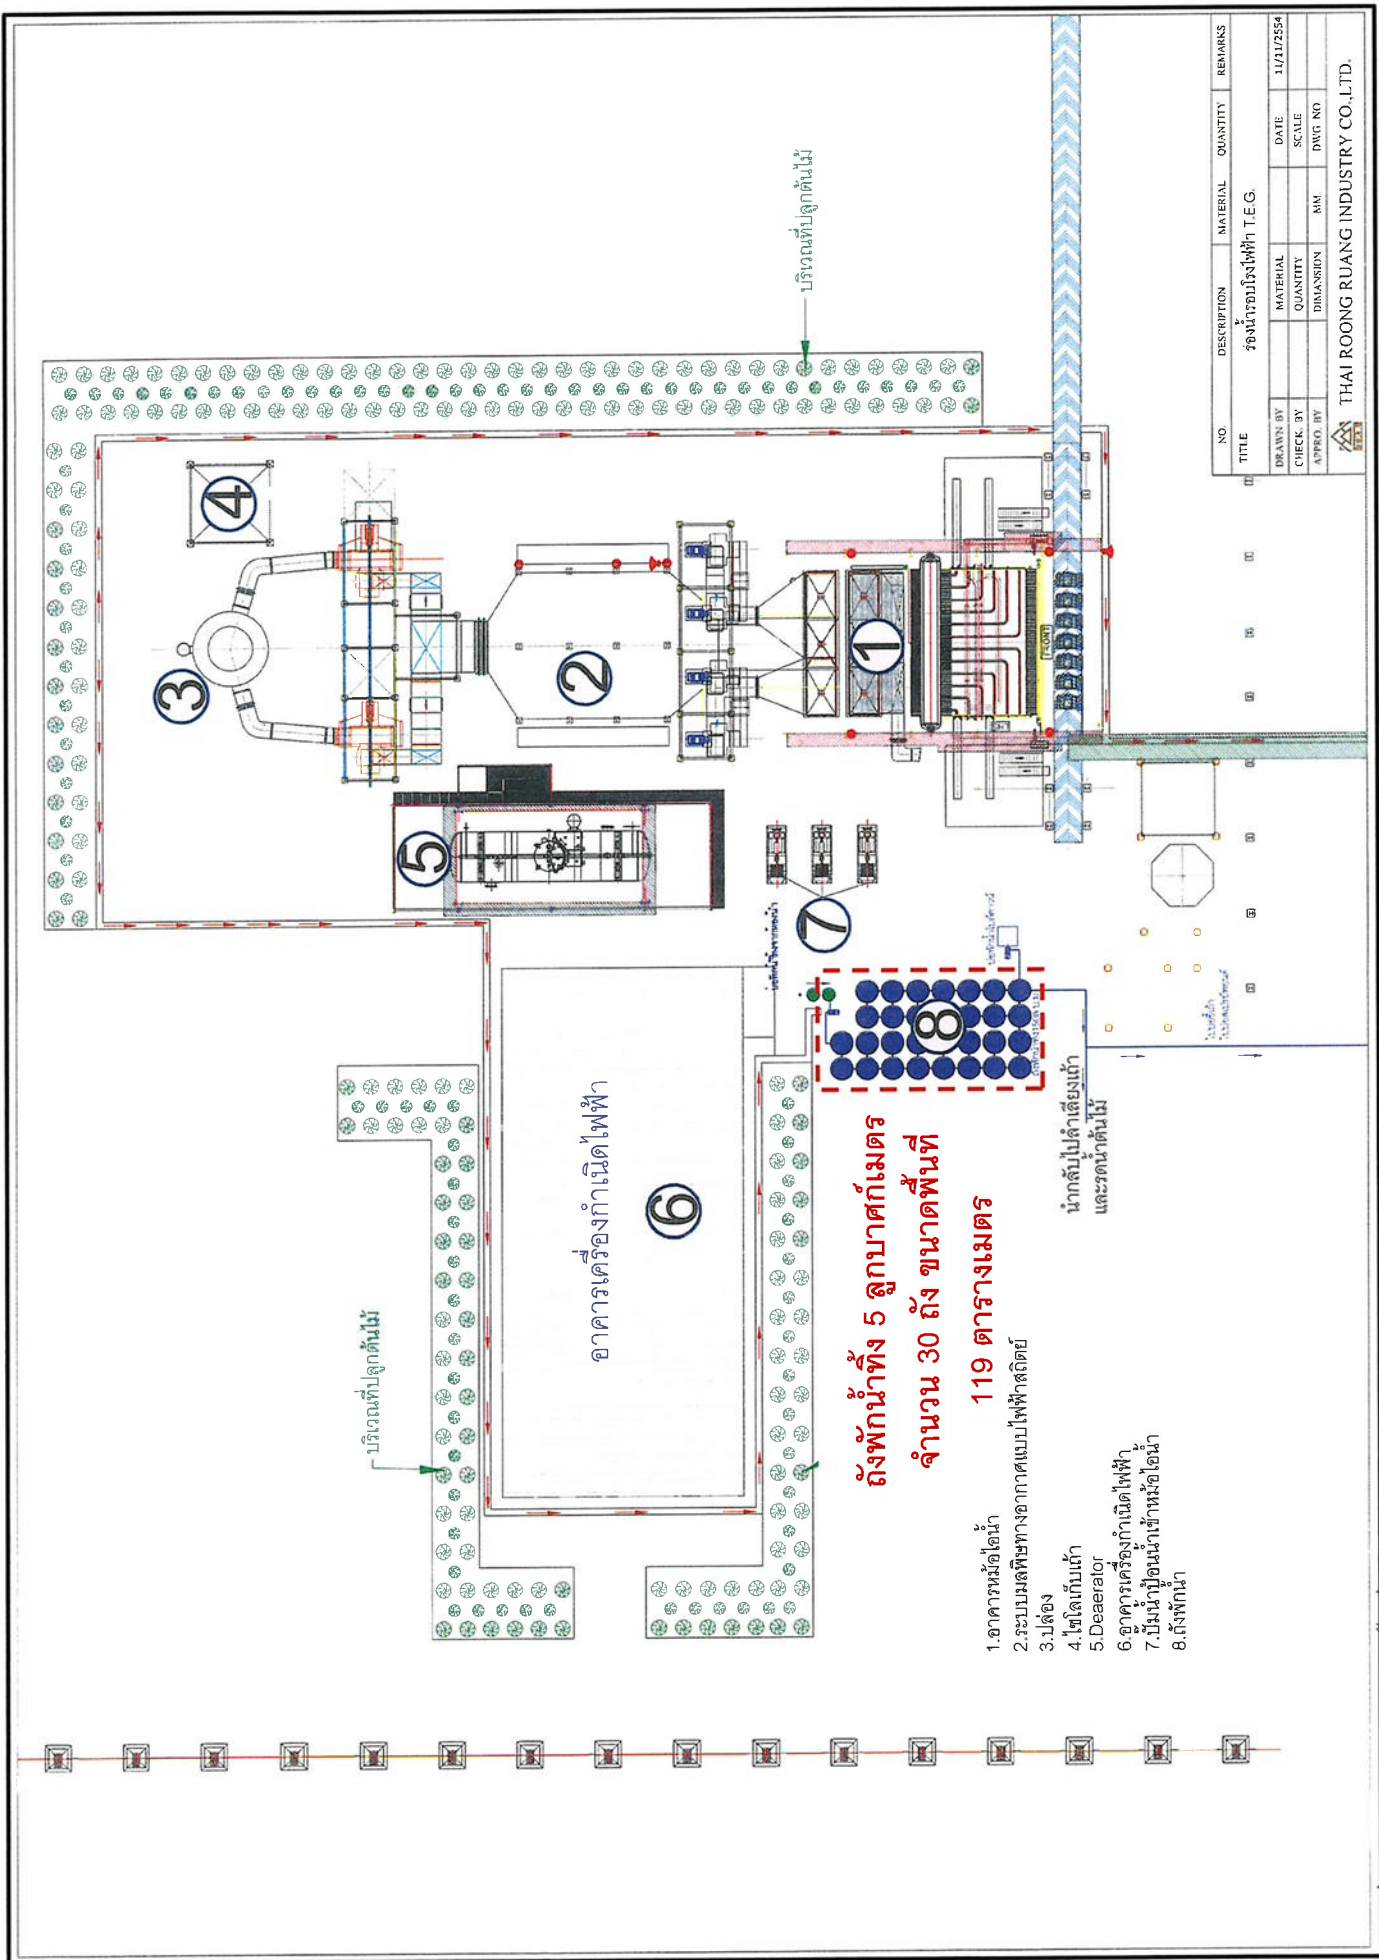 บริเวณที่ปลูกต้นไม้
บริเวณที่ปลูกต้นไม้
4
3
2
1
FRONT
5
7
8
6
อาคารเครื่องกำเนิดไฟฟ้า
ถังพักน้ำทิ้ง 5 ลูกบาศก์เมตร
จำนวน 30 ถัง ขนาดพื้นที่
119 ตารางเมตร
นำกลับไปลำเลียงเถ้า
และรดน้ำต้นไม้
1.อาคารหม้อไอน้ำ
2.ระบบมลพิษทางอากาศแบบไฟฟ้าสถิตย์
3.ปล่อง
4.ไซโลเก็บเถ้า
5.Deaerator
6.อาคารเครื่องกำเนิดไฟฟ้า
7.ปั๊มน้ำป้อนน้ำเข้าหม้อไอน้ำ
8.ถังพักน้ำ
NO. DESCRIPTION MATERIAL QUANTITY REMARKS
TITLE ร่องน้ำรอบโรงไฟฟ้า T.E.G.
DRAWN BY MATERIAL DATE 11/11/2554
CHECK. BY QUANTITY SCALE
APPRO. BY DIMANSION MM DWG NO
THAI ROONG RUANG INDUSTRY CO.,LTD.